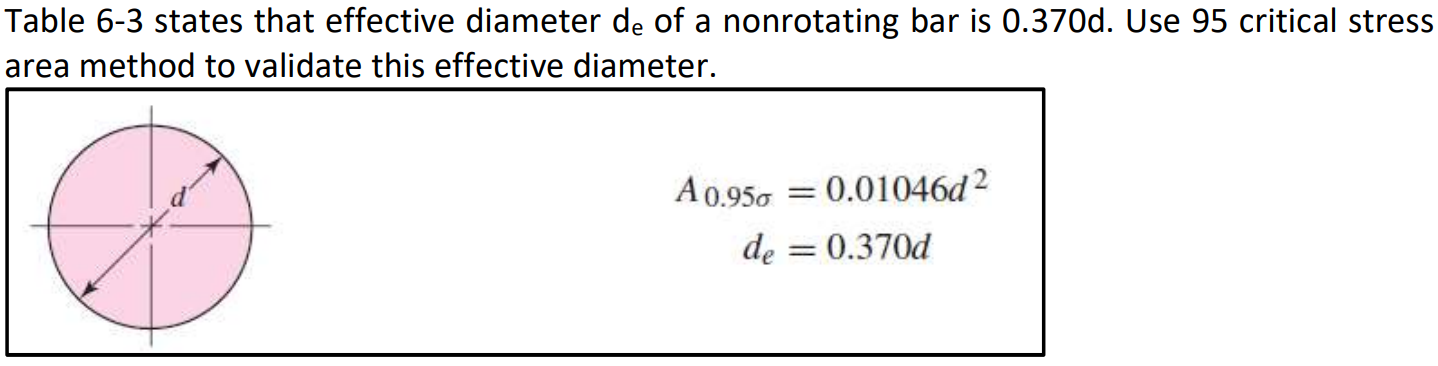 Table 6-3 states that effective diameter dₑ of a nonrotating bar is 0.370d. Use 95 critical stress
area method to validate this effective diameter.
d
A₀.₉₅σ = 0.01046d²
dₑ = 0.370d